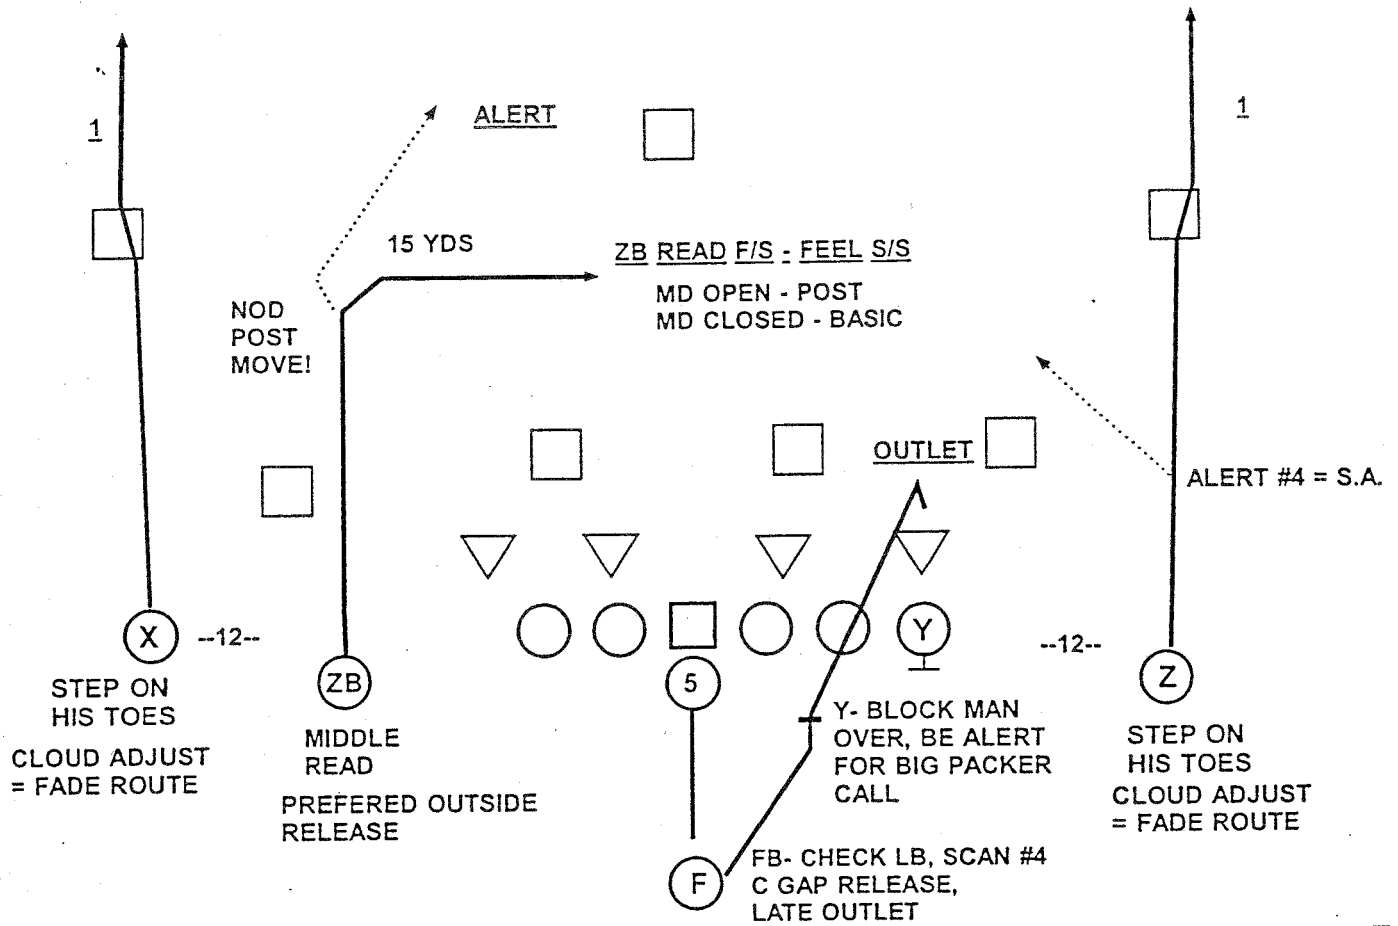 1
ALERT
1
15 YDS
ZB READ F/S - FEEL S/S
MD OPEN - POST
MD CLOSED - BASIC
NOD
POST
MOVE!
OUTLET
ALERT #4 = S.A.
X
--12--
Y
--12--
ZB
5
Z
STEP ON
HIS TOES
CLOUD ADJUST
= FADE ROUTE
MIDDLE
READ
PREFERED OUTSIDE
RELEASE
Y- BLOCK MAN
OVER, BE ALERT
FOR BIG PACKER
CALL
STEP ON
HIS TOES
CLOUD ADJUST
= FADE ROUTE
F
FB- CHECK LB, SCAN #4
C GAP RELEASE,
LATE OUTLET